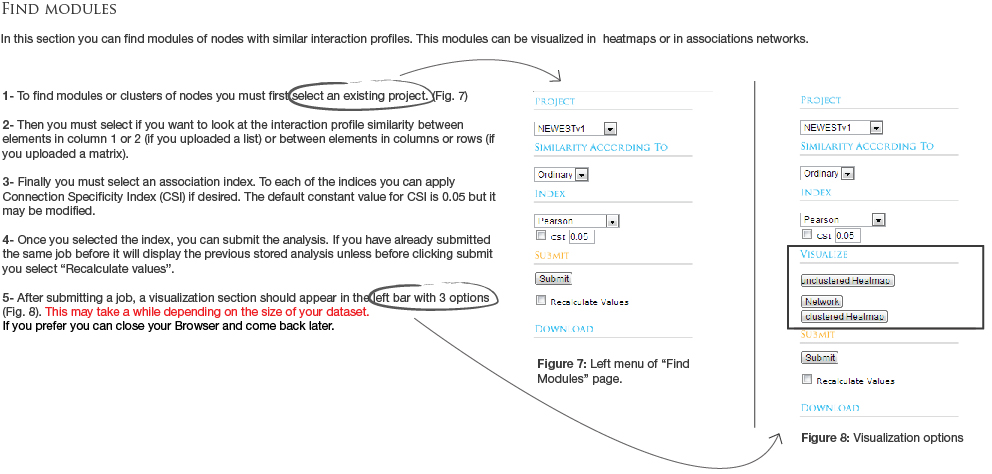 FIND MODULES
In this section you can find modules of nodes with similar interaction profiles. This modules can be visualized in heatmaps or in associations networks.
1- To find modules or clusters of nodes you must first select an existing project. (Fig. 7)
2- Then you must select if you want to look at the interaction profile similarity between
elements in column 1 or 2 (if you uploaded a list) or between elements in columns or rows (if
you uploaded a matrix).
3- Finally you must select an association index. To each of the indices you can apply
Connection Specificity Index (CSI) if desired. The default constant value for CSI is 0.05 but it
may be modified.
4- Once you selected the index, you can submit the analysis. If you have already submitted
the same job before it will display the previous stored analysis unless before clicking submit
you select “Recalculate values”.
5- After submitting a job, a visualization section should appear in the left bar with 3 options
(Fig. 8). This may take a while depending on the size of your dataset.
If you prefer you can close your Browser and come back later.
PROJECT
NEWESTv1
SIMILARITY ACCORDING TO
Ordinary
INDEX
Pearson
CSI 0.05
SUBMIT
Submit
Recalculate Values
DOWNLOAD
Figure 7: Left menu of “Find
Modules” page.
PROJECT
NEWESTv1
SIMILARITY ACCORDING TO
Ordinary
INDEX
Pearson
CSI 0.05
VISUALIZE
unclustered Heatmap
Network
clustered Heatmap
SUBMIT
Submit
Recalculate Values
DOWNLOAD
Figure 8: Visualization options